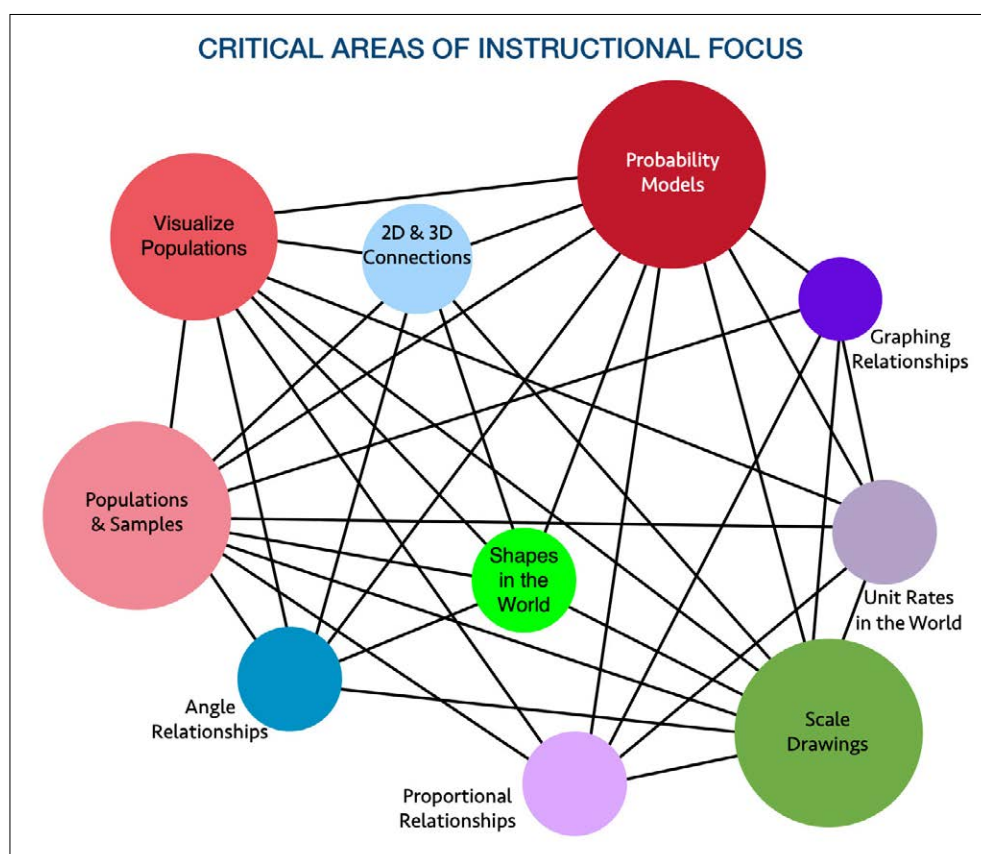 CRITICAL AREAS OF INSTRUCTIONAL FOCUS
Probability
Models
Visualize
Populations
2D & 3D
Connections
Graphing
Relationships
Populations
& Samples
Shapes
in the
World
Unit Rates
in the World
Angle
Relationships
Scale
Drawings
Proportional
Relationships